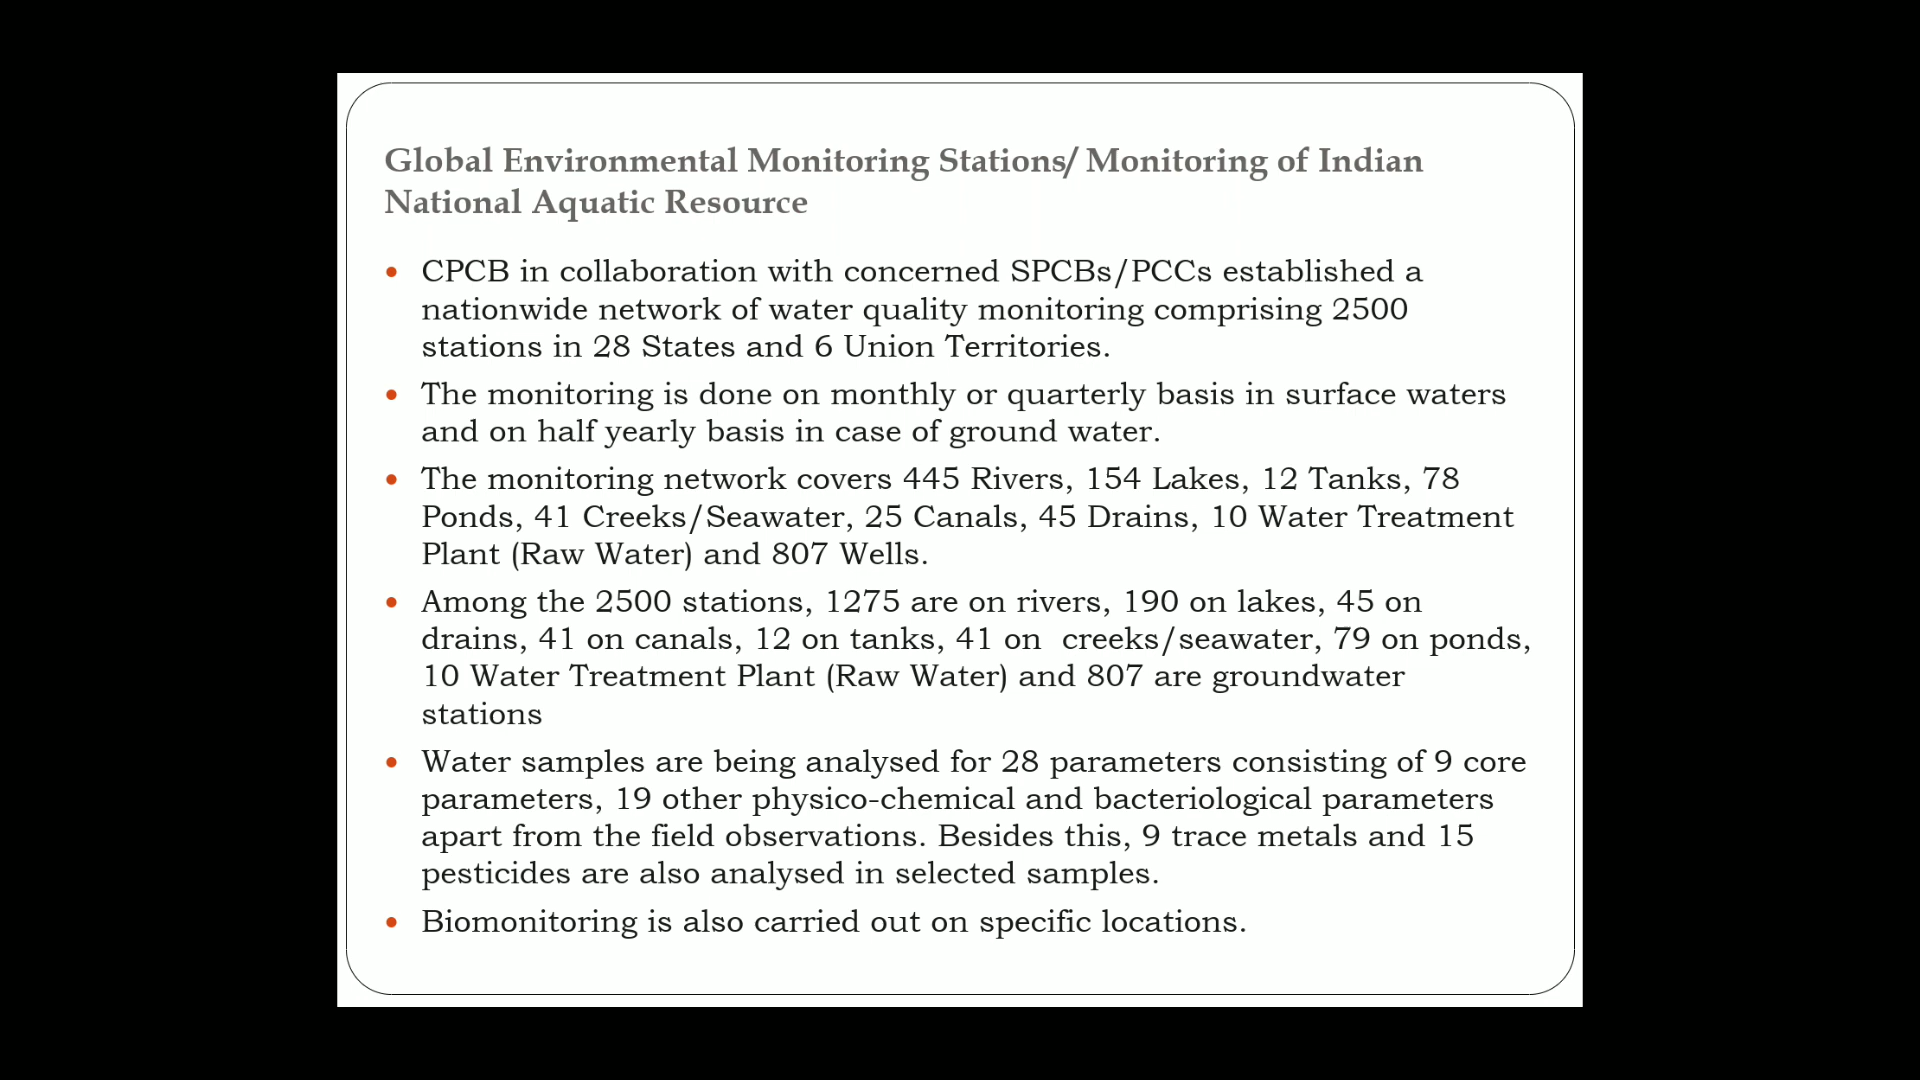 Global Environmental Monitoring Stations/ Monitoring of Indian
National Aquatic Resource
• CPCB in collaboration with concerned SPCBs/PCCs established a
nationwide network of water quality monitoring comprising 2500
stations in 28 States and 6 Union Territories.
• The monitoring is done on monthly or quarterly basis in surface waters
and on half yearly basis in case of ground water.
• The monitoring network covers 445 Rivers, 154 Lakes, 12 Tanks, 78
Ponds, 41 Creeks/Seawater, 25 Canals, 45 Drains, 10 Water Treatment
Plant (Raw Water) and 807 Wells.
• Among the 2500 stations, 1275 are on rivers, 190 on lakes, 45 on
drains, 41 on canals, 12 on tanks, 41 on  creeks/seawater, 79 on ponds,
10 Water Treatment Plant (Raw Water) and 807 are groundwater
stations
• Water samples are being analysed for 28 parameters consisting of 9 core
parameters, 19 other physico-chemical and bacteriological parameters
apart from the field observations. Besides this, 9 trace metals and 15
pesticides are also analysed in selected samples.
• Biomonitoring is also carried out on specific locations.